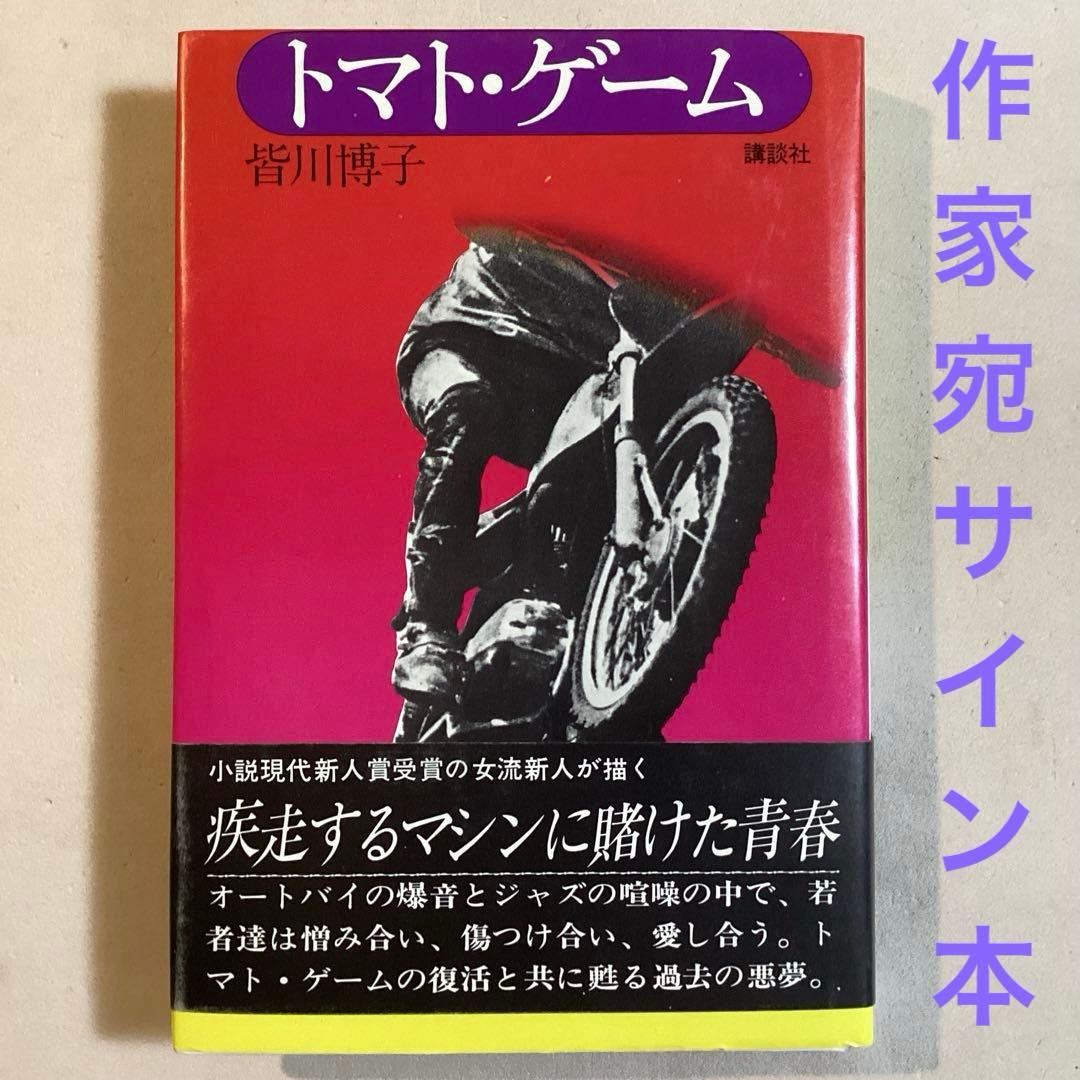 トマト・ゲーム
皆川博子
講談社
小説現代新人賞受賞の女流新人が描く
疾走するマシンに賭けた青春
オートバイの爆音とジャズの喧噪の中で、若
者達は憎み合い、傷つけ合い、愛し合う。ト
マト・ゲームの復活と共に甦る過去の悪夢。
作家宛サイン本